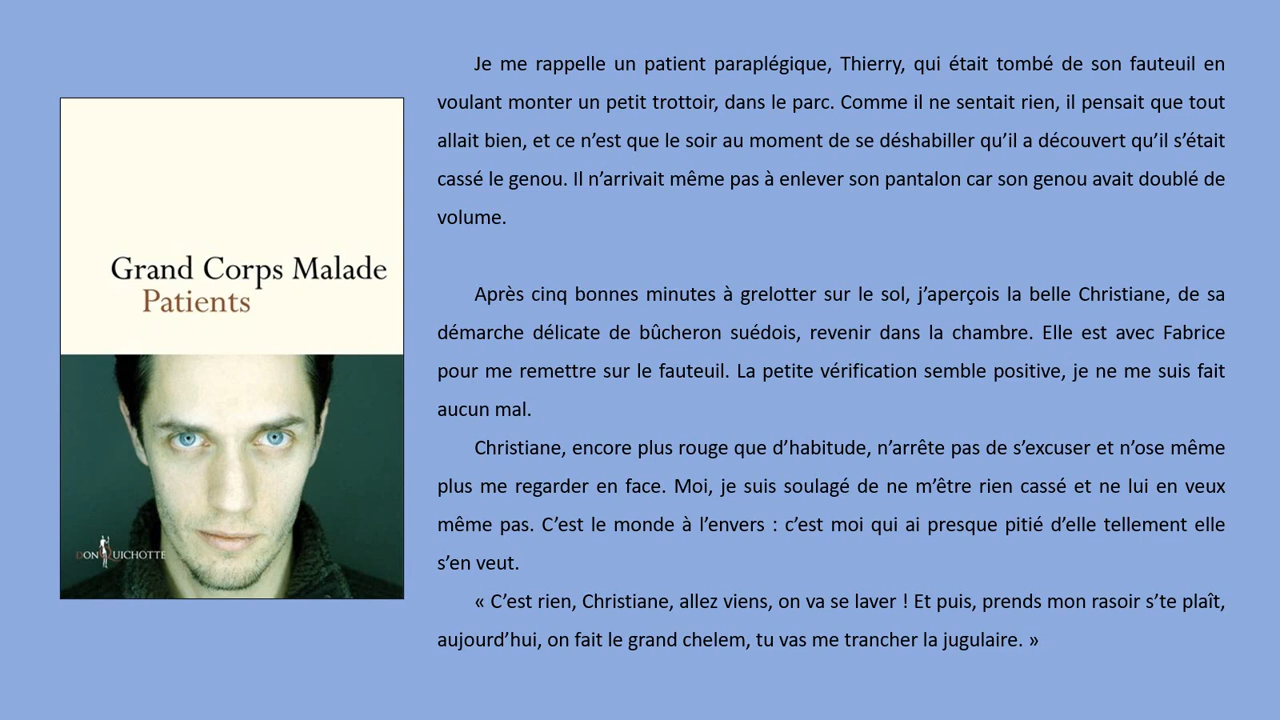 Grand Corps Malade
Patients
DON QUICHOTTE
Je me rappelle un patient paraplégique, Thierry, qui était tombé de son fauteuil en
voulant monter un petit trottoir, dans le parc. Comme il ne sentait rien, il pensait que tout
allait bien, et ce n’est que le soir au moment de se déshabiller qu’il a découvert qu’il s’était
cassé le genou. Il n’arrivait même pas à enlever son pantalon car son genou avait doublé de
volume.
Après cinq bonnes minutes à grelotter sur le sol, j’aperçois la belle Christiane, de sa
démarche délicate de bûcheron suédois, revenir dans la chambre. Elle est avec Fabrice
pour me remettre sur le fauteuil. La petite vérification semble positive, je ne me suis fait
aucun mal.
Christiane, encore plus rouge que d’habitude, n’arrête pas de s’excuser et n’ose même
plus me regarder en face. Moi, je suis soulagé de ne m’être rien cassé et ne lui en veux
même pas. C’est le monde à l’envers : c’est moi qui ai presque pitié d’elle tellement elle
s’en veut.
« C’est rien, Christiane, allez viens, on va se laver ! Et puis, prends mon rasoir s’te plaît,
aujourd’hui, on fait le grand chelem, tu vas me trancher la jugulaire. »